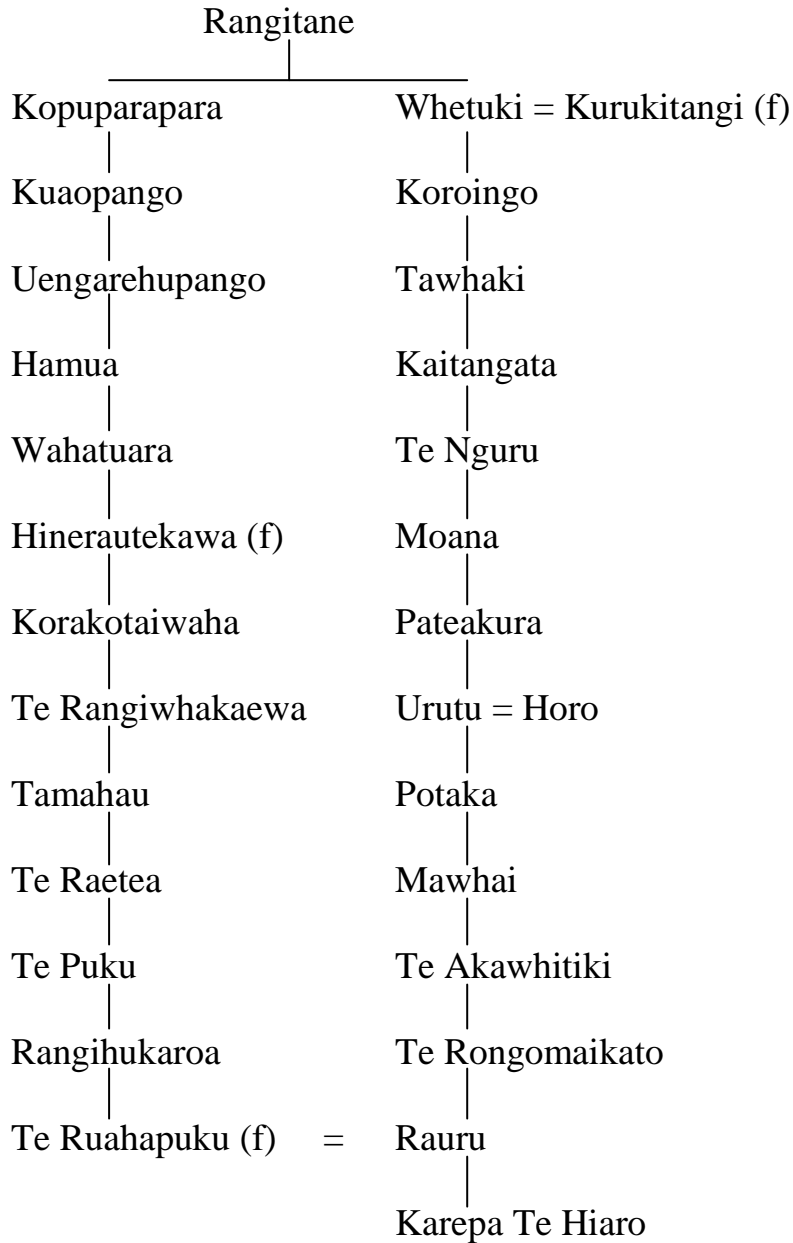 Rangitane
Kopuparapara Whetuki = Kurukitangi (f)
Kuaopango Koroingo
Uengarehupango Tawhaki
Hamua Kaitangata
Wahatuara Te Nguru
Hinerautekawa (f) Moana
Korakotaiwaha Pateakura
Te Rangiwhakaewa Urutu = Horo
Tamahau Potaka
Te Raetea Mawhai
Te Puku Te Akawhitiki
Rangihukaroa Te Rongomaikato
Te Ruahapuku (f) = Rauru
Karepa Te Hiaro